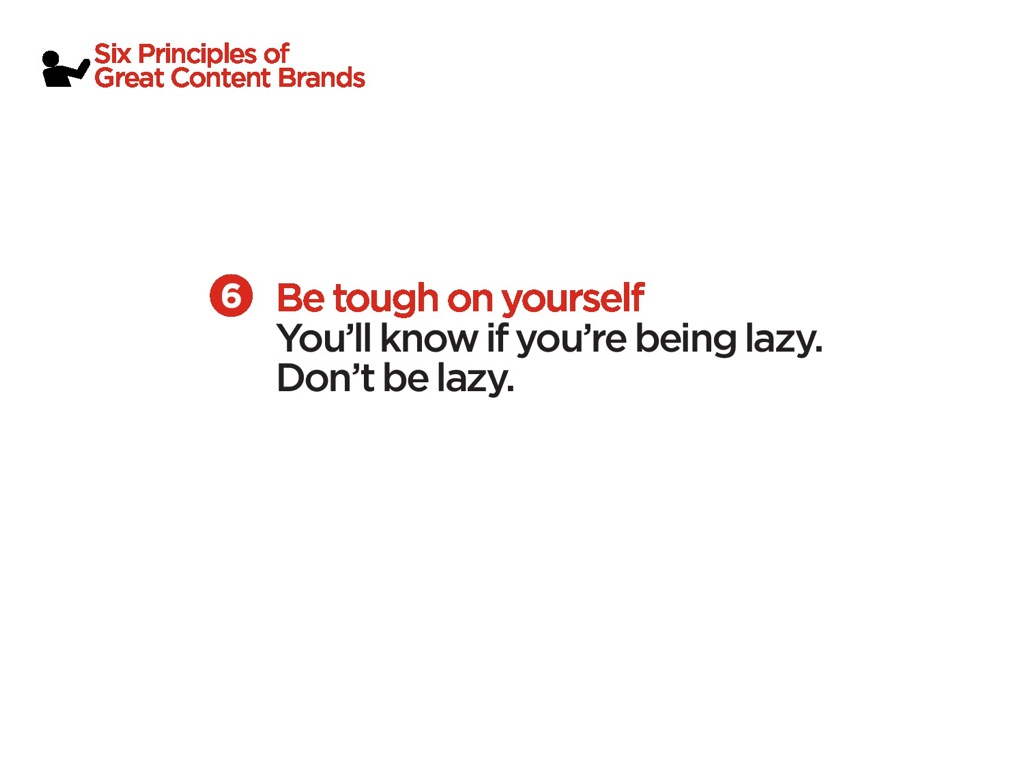 Six Principles of
Great Content Brands
6 Be tough on yourself
You’ll know if you’re being lazy.
Don’t be lazy.